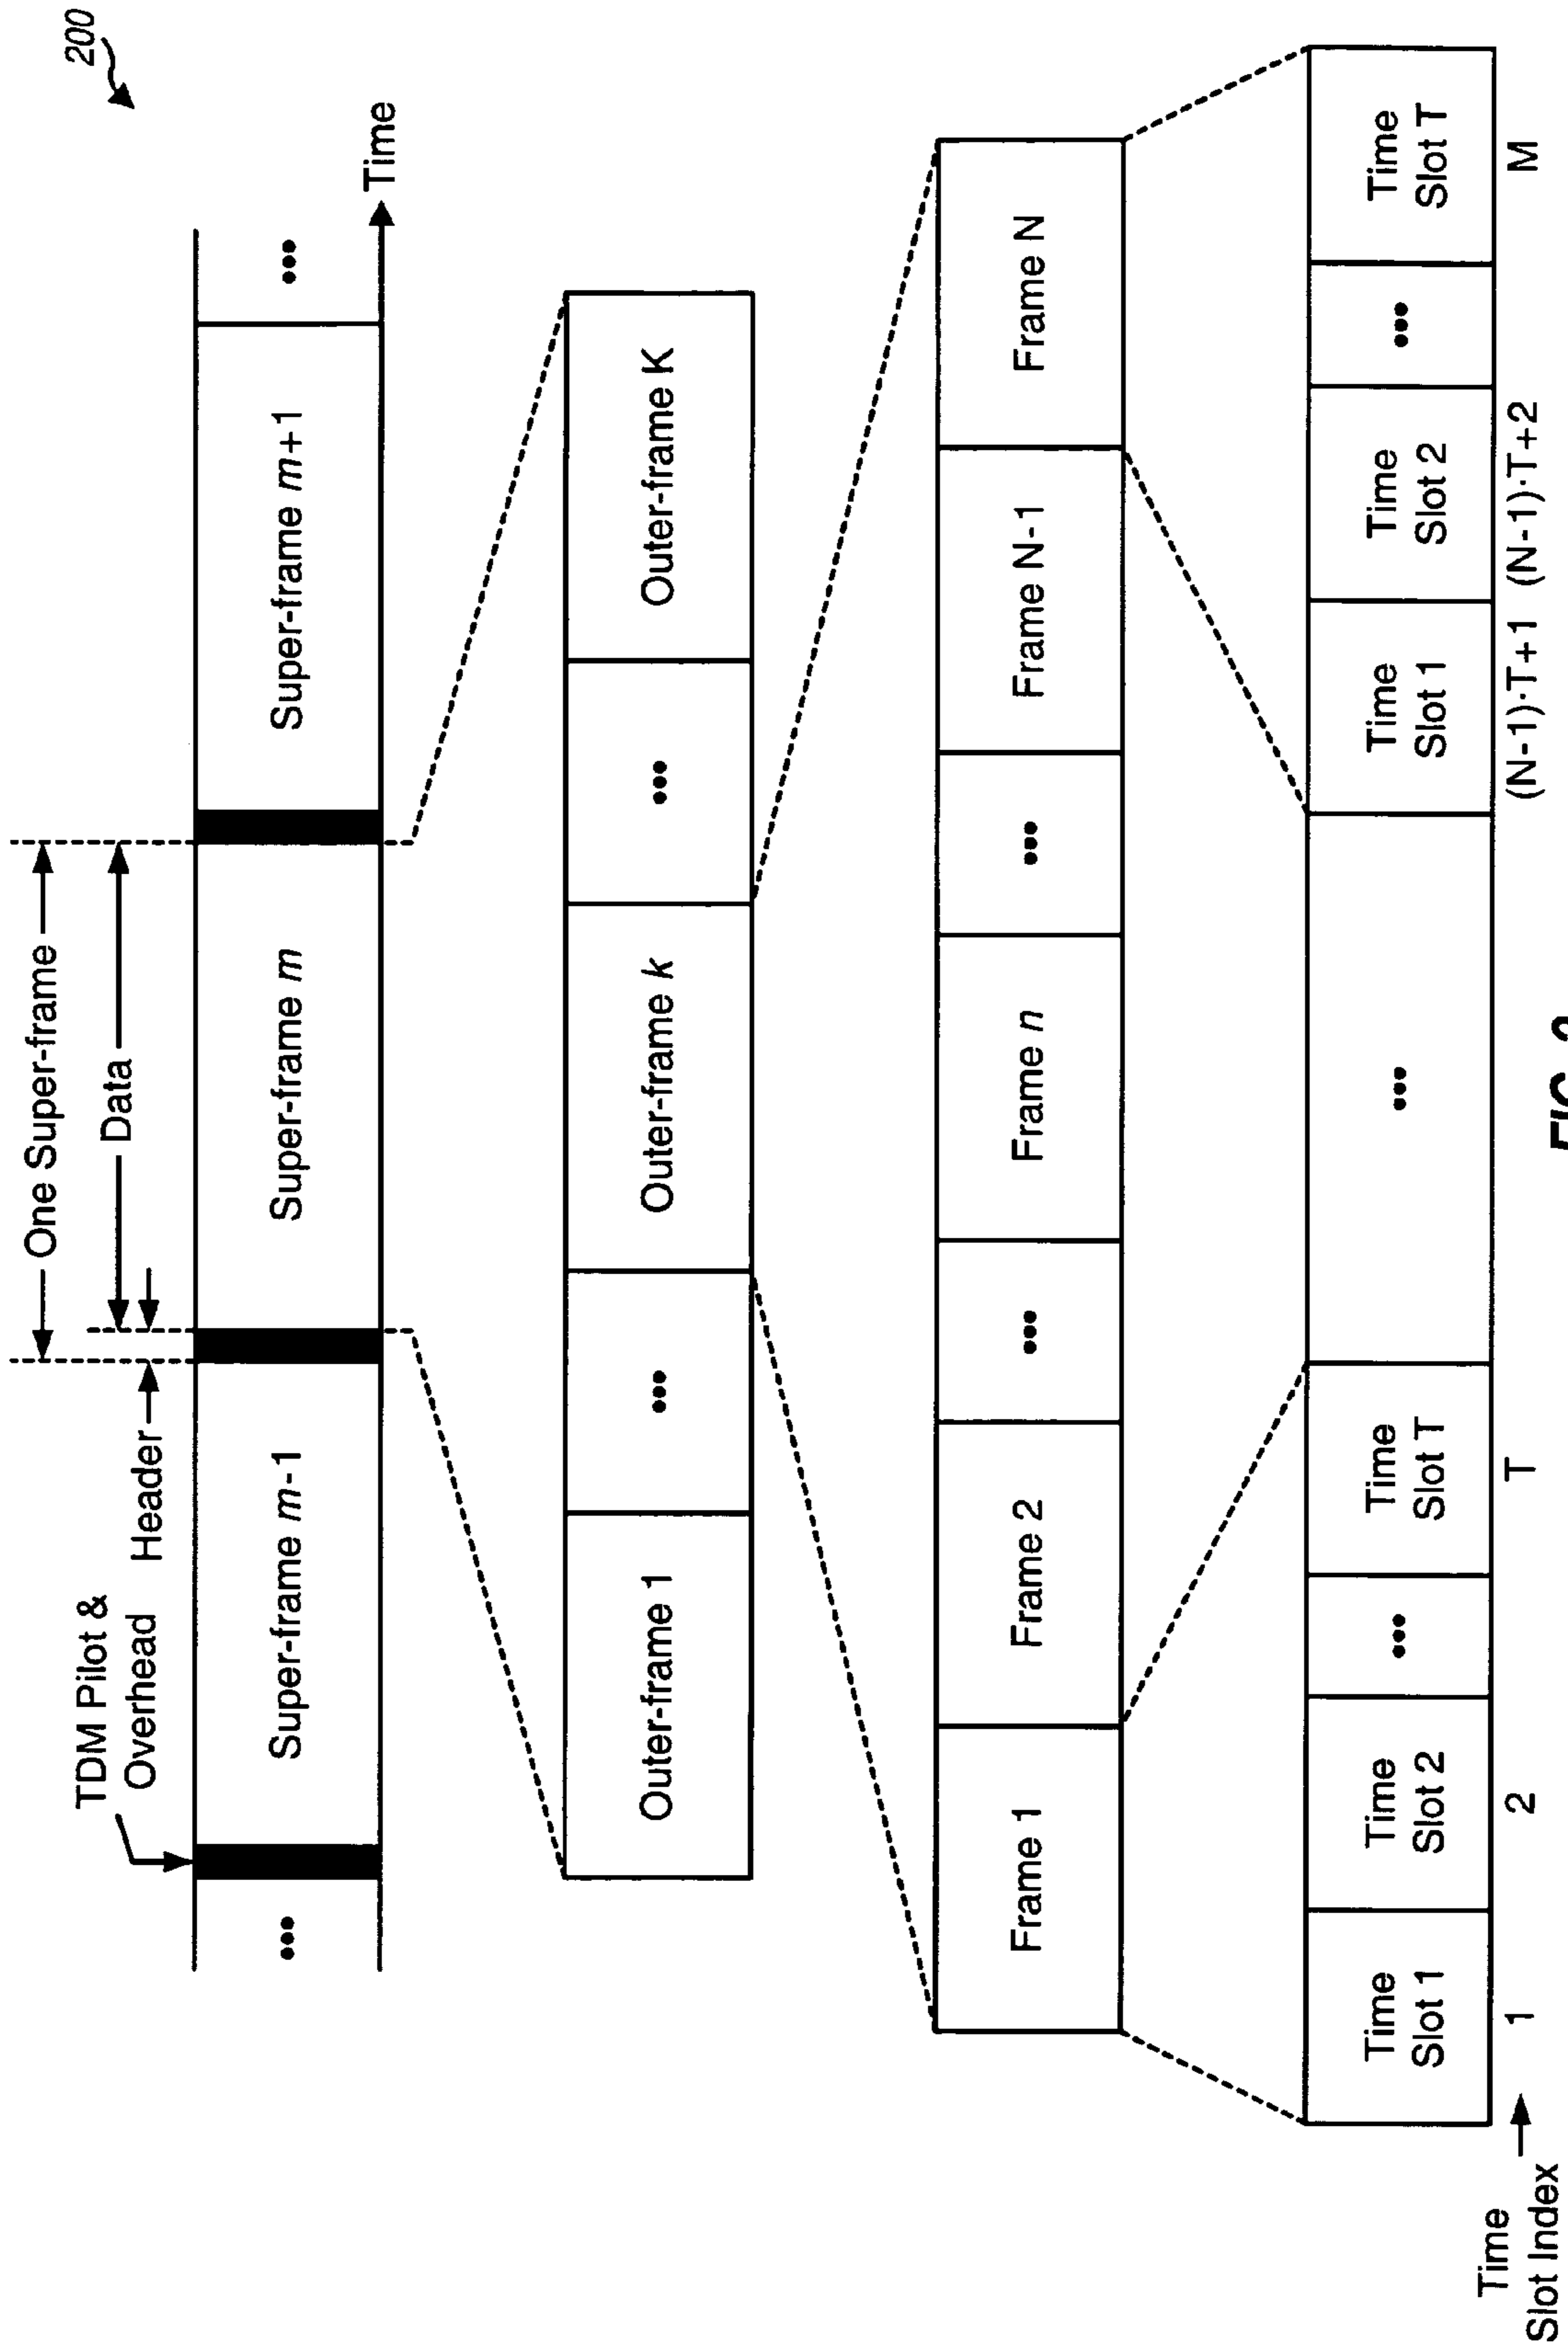 200
One Super-frame
Data
Header
TDM Pilot &
Overhead
•••
Super-frame m-1
Super-frame m
Super-frame m+1
•••
Time
Outer-frame 1
•••
Outer-frame k
•••
Outer-frame K
Frame 1
Frame 2
•••
Frame n
•••
Frame N-1
Frame N
Time
Slot 1
Time
Slot 2
•••
Time
Slot T
•••
Time
Slot 1
Time
Slot 2
•••
Time
Slot T
Time
Slot Index
1
2
T
(N-1)·T+1
(N-1)·T+2
M
FIG.